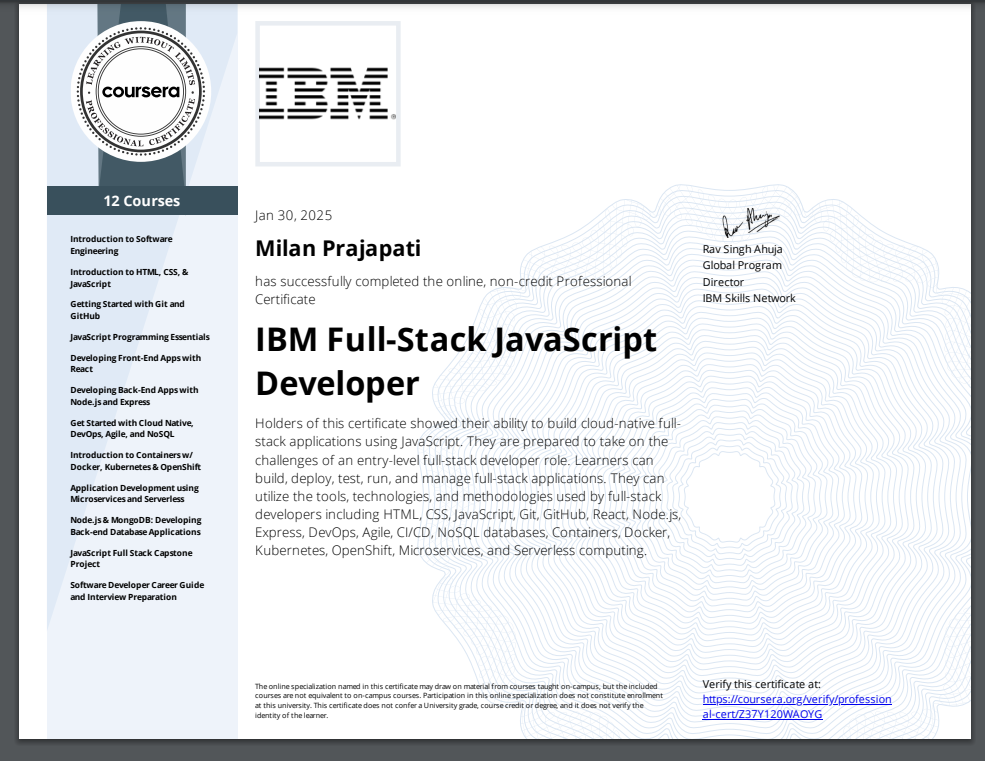 LEARNING WITHOUT LIMITS
coursera
PROFESSIONAL CERTIFICATE
12 Courses
Introduction to Software
Engineering
Introduction to HTML, CSS, &
JavaScript
Getting Started with Git and
GitHub
JavaScript Programming Essentials
Developing Front-End Apps with
React
Developing Back-End Apps with
Node.js and Express
Get Started with Cloud Native,
DevOps, Agile, and NoSQL
Introduction to Containers w/
Docker, Kubernetes & OpenShift
Application Development using
Microservices and Serverless
Node.js & MongoDB: Developing
Back-end Database Applications
JavaScript Full Stack Capstone
Project
Software Developer Career Guide
and Interview Preparation
IBM®
Jan 30, 2025
Milan Prajapati
has successfully completed the online, non-credit Professional
Certificate
IBM Full-Stack JavaScript
Developer
Holders of this certificate showed their ability to build cloud-native full-
stack applications using JavaScript. They are prepared to take on the
challenges of an entry-level full-stack developer role. Learners can
build, deploy, test, run, and manage full-stack applications. They can
utilize the tools, technologies, and methodologies used by full-stack
developers including HTML, CSS, JavaScript, Git, GitHub, React, Node.js,
Express, DevOps, Agile, CI/CD, NoSQL databases, Containers, Docker,
Kubernetes, OpenShift, Microservices, and Serverless computing.
Rav Singh Ahuja
Global Program
Director
IBM Skills Network
The online specialization named in this certificate may draw on material from courses taught on-campus, but the included
courses are not equivalent to on-campus courses. Participation in this online specialization does not constitute enrollment
at this university. This certificate does not confer a University grade, course credit or degree, and it does not verify the
identity of the learner.
Verify this certificate at:
https://coursera.org/verify/profession
al-cert/Z37Y120WAOYG